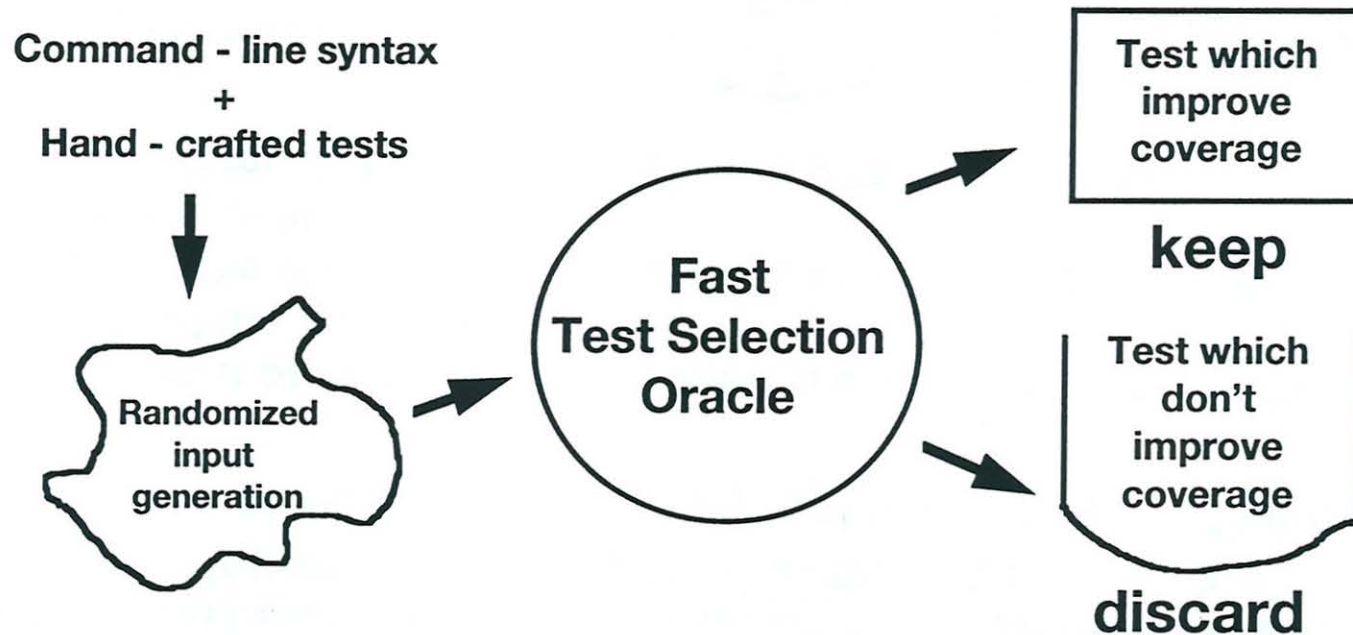 Command - line syntax
+
Hand - crafted tests
Randomized
input
generation
Fast
Test Selection
Oracle
Test which
improve
coverage
keep
Test which
don't
improve
coverage
discard